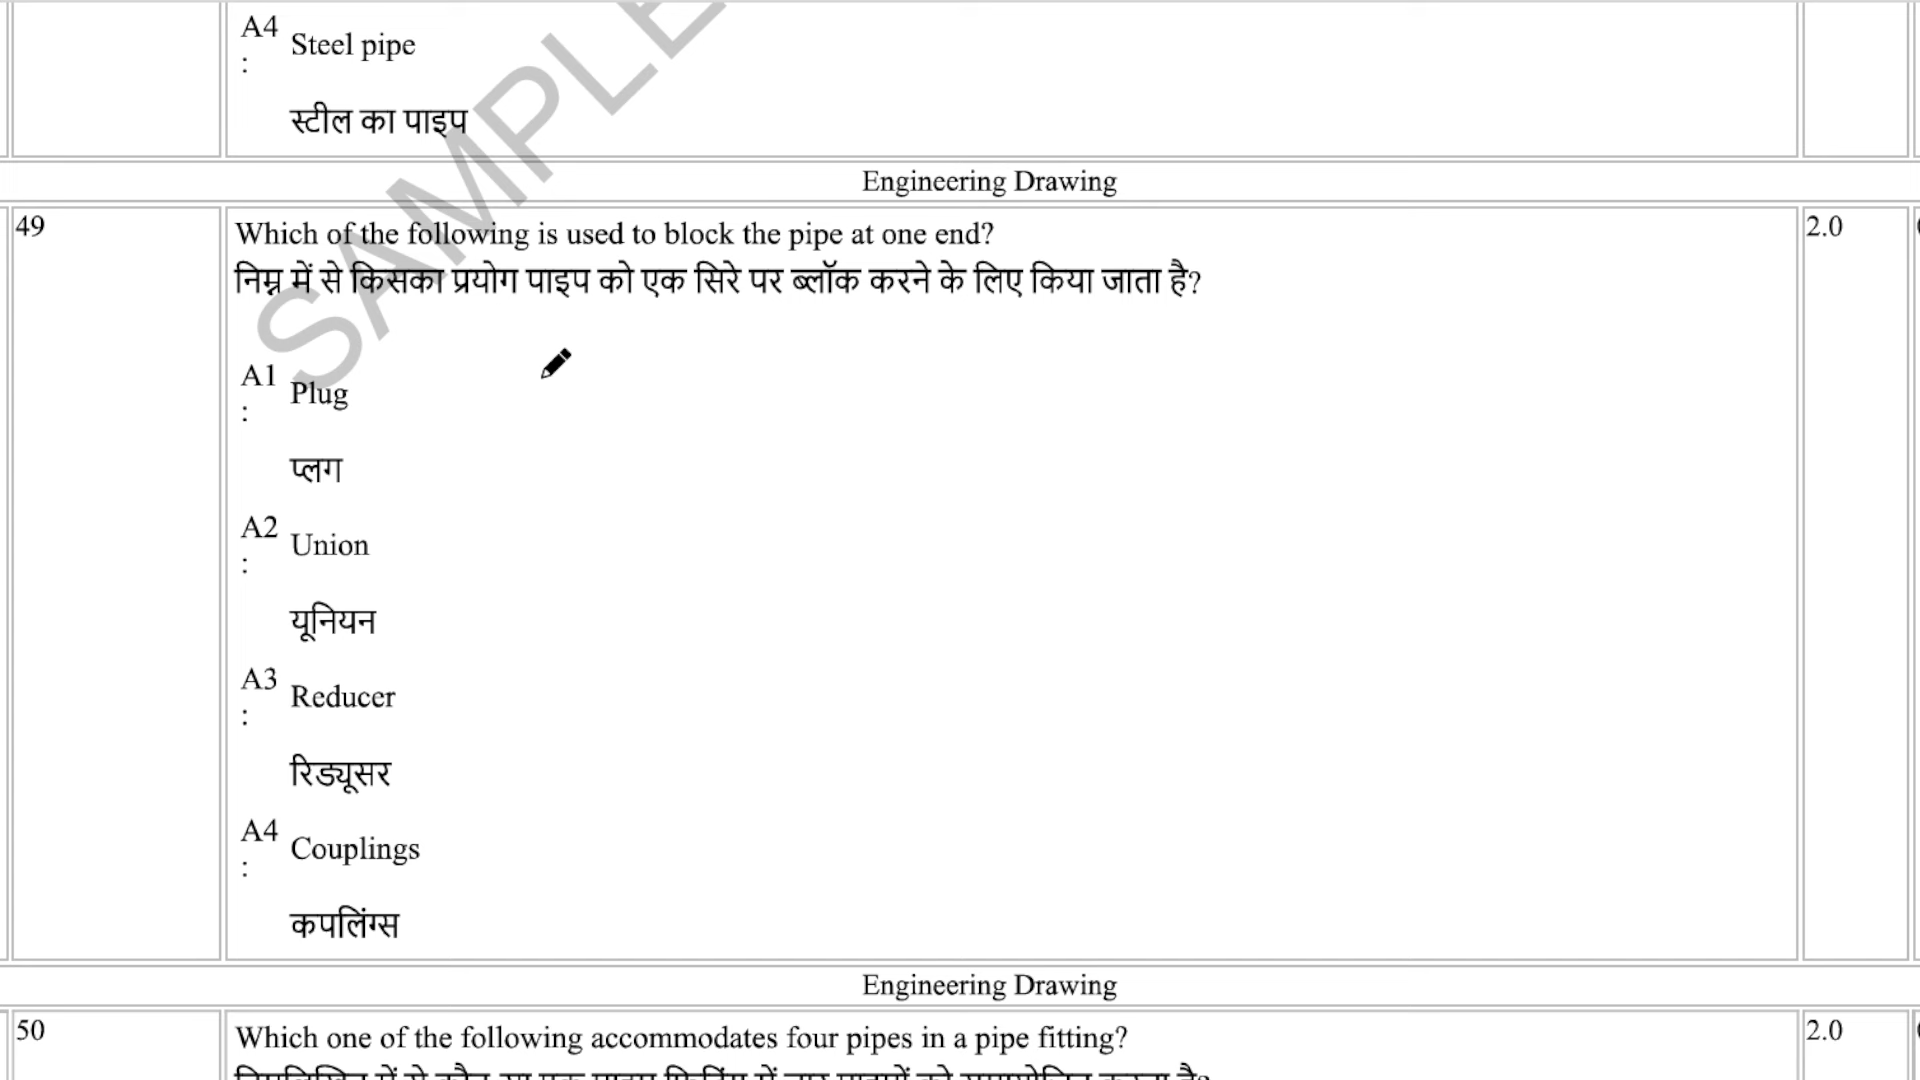 A4
:
Steel pipe
स्टील का पाइप
SAMPLE
Engineering Drawing
49
Which of the following is used to block the pipe at one end?
2.0
निम्न में से किसका प्रयोग पाइप को एक सिरे पर ब्लॉक करने के लिए किया जाता है?
A1
:
Plug
प्लग
A2
:
Union
यूनियन
A3
:
Reducer
रिड्यूसर
A4
:
Couplings
कपलिंग्स
Engineering Drawing
50
Which one of the following accommodates four pipes in a pipe fitting?
2.0